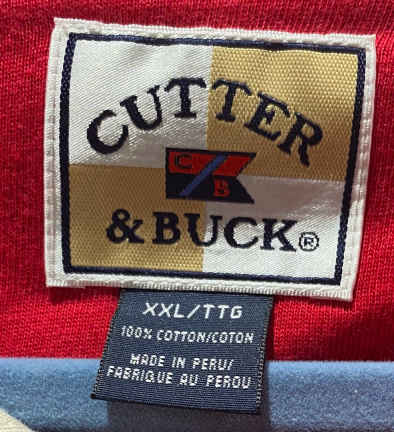 CUTTER
C B
& BUCK®
XXL/TTG
100% COTTON/COTON
MADE IN PERU/
FABRIQUE AU PEROU